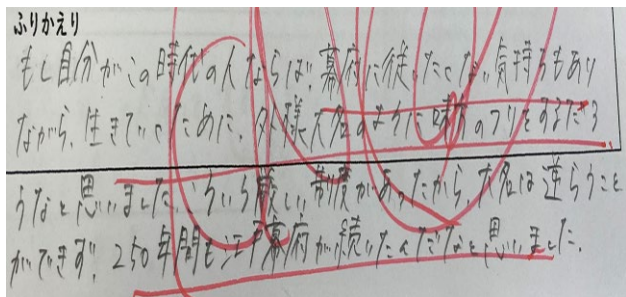 ふりかえり
もし自分がこの時代の人ならば、幕府に従いたくない気持ちもあり
ながら、生きていくために、外様大名のような味方のフリをするだろ
うなと思いました。こういう厳しい制度があったから、大名は逆らうこと
ができず、250年間も江戸幕府が続いたんだなと思いました。